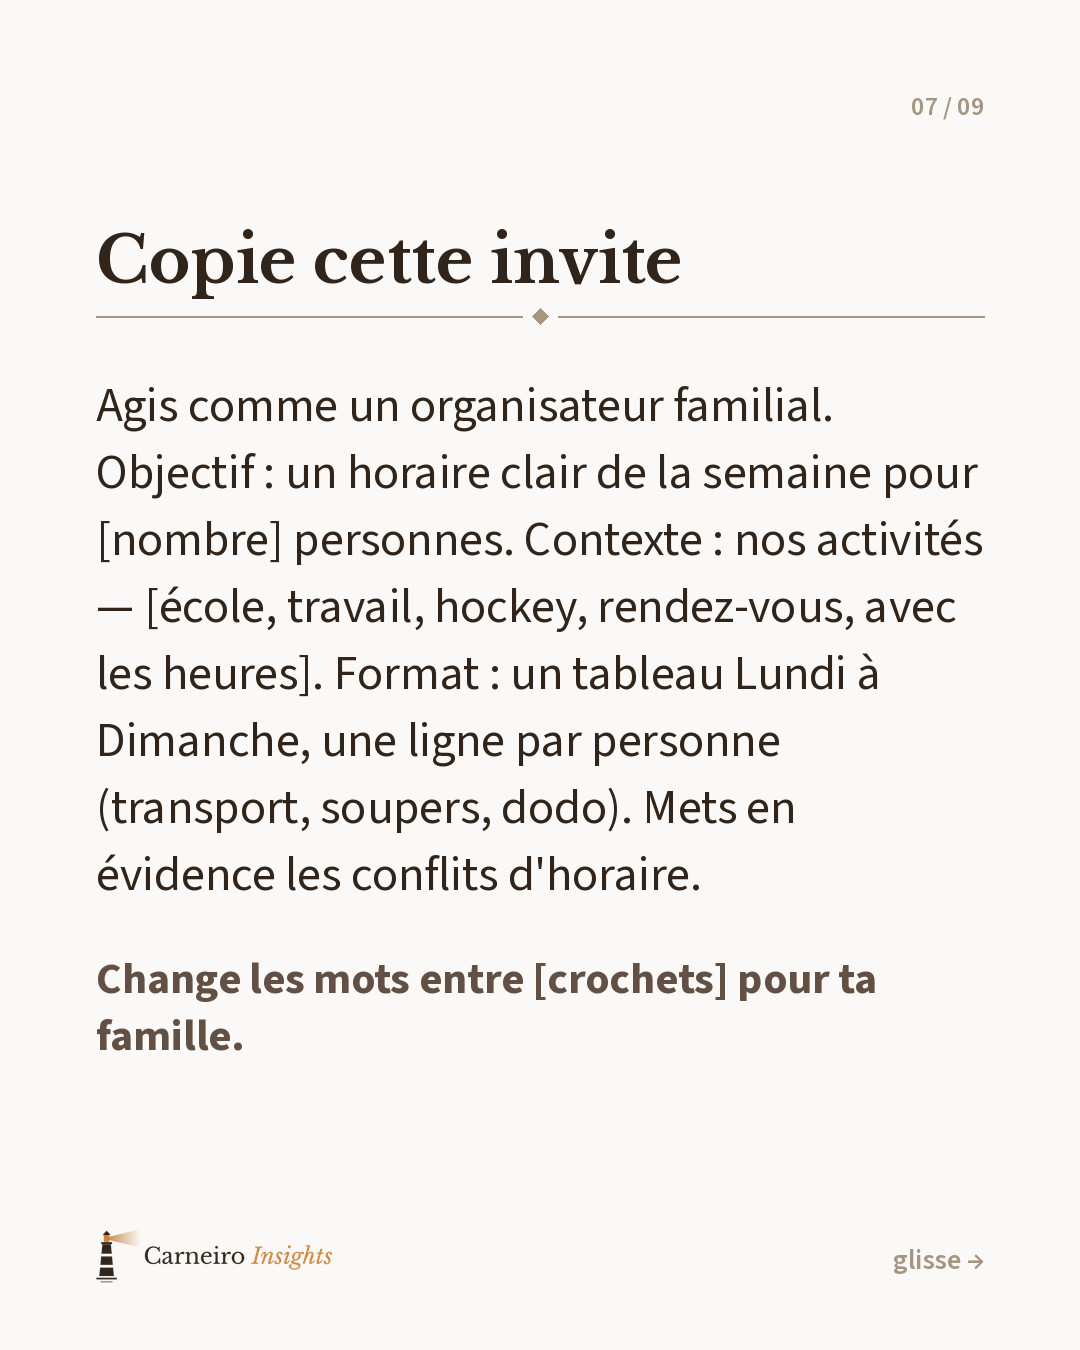 07 / 09
Copie cette invite
Agis comme un organisateur familial.
Objectif : un horaire clair de la semaine pour
[nombre] personnes. Contexte : nos activités
— [école, travail, hockey, rendez-vous, avec
les heures]. Format : un tableau Lundi à
Dimanche, une ligne par personne
(transport, soupers, dodo). Mets en
évidence les conflits d'horaire.
Change les mots entre [crochets] pour ta
famille.
Carneiro Insights
glisse →